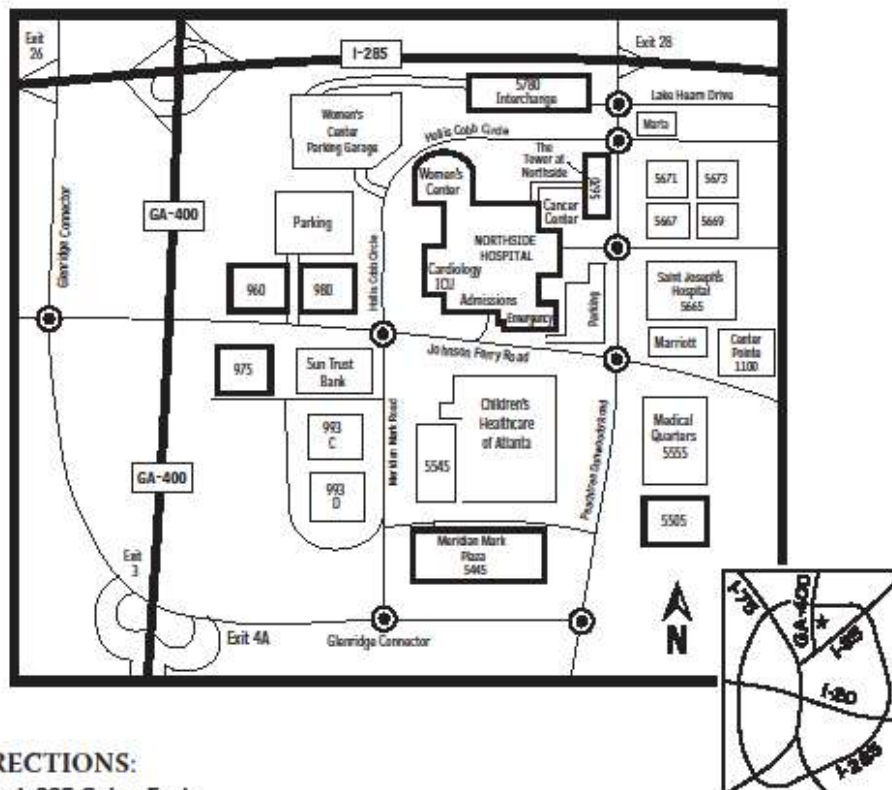 Exit
26
I-285
Exit 28
5780
Interchange
Lake Hearn Drive
Women's
Center
Parking Garage
Hollis Cobb Circle
Marta
The
Tower at
Northside
5670
Women's
Center
Cancer
Center
5671
5673
5667
5669
GA-400
Glenridge Connector
Parking
Hollis Cobb Circle
NORTHSIDE
HOSPITAL
Cardiology
ICU
Admissions
Emergency
Parking
Saint Joseph's
Hospital
5665
960
980
Johnson Ferry Road
Marriott
Center
Pointe
1100
975
Sun Trust
Bank
Children's
Healthcare
of Atlanta
Medical
Quarters
5555
993
C
Meridian Mark Road
5545
Peachtree Dunwoody Road
GA-400
993
D
5505
Exit
3
Meridian Mark
Plaza
5445
Exit 4A
Glenridge Connector
N
I-75
GA-400
I-85
I-20
I-285
RECTIONS: